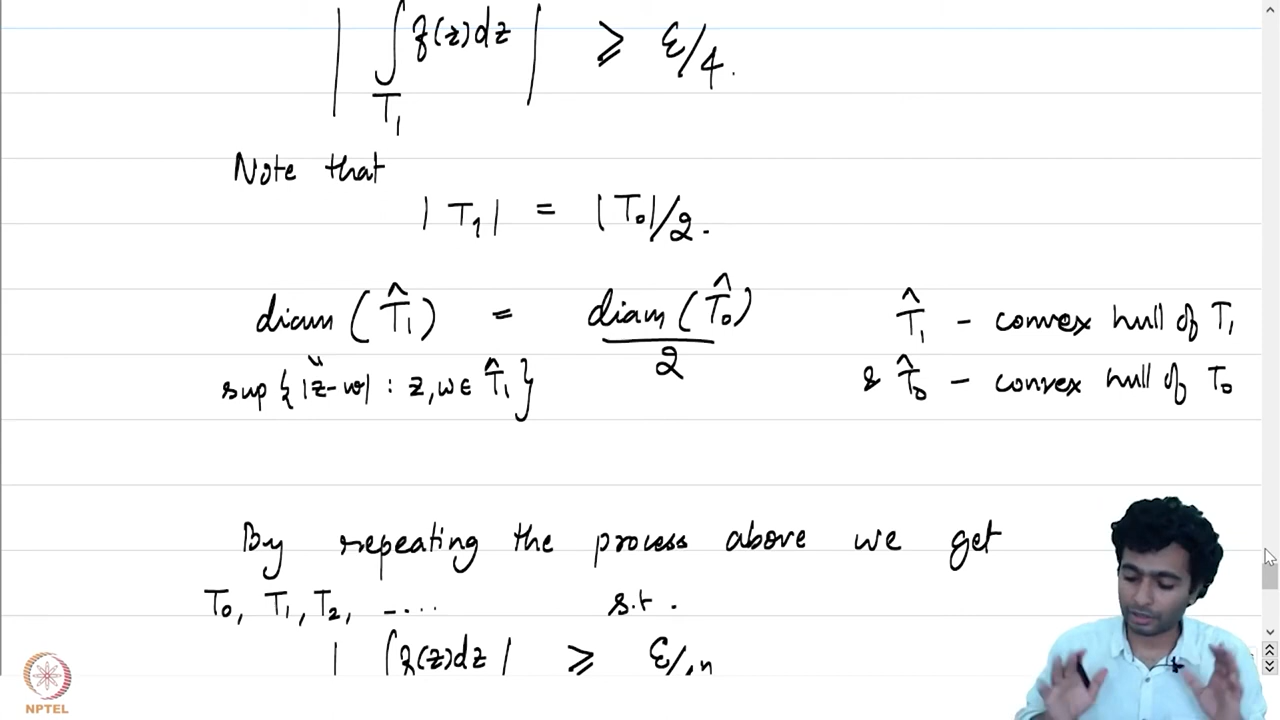 | ∫_{T_1} f(z)dz | ⩾ ε/4.
Note that
| T_1 | = |T_0|/2.
diam (T̂_1) = diam (T̂_0)/2    T̂_1 – convex hull of T_1
sup { |z-w| : z,w ∈ T̂_1 }    & T̂_0 – convex hull of T_0
By repeating the process above we get
T_0, T_1, T_2, ..... s.t.
| ∫ f(z)dz | ⩾ ε/
NPTEL